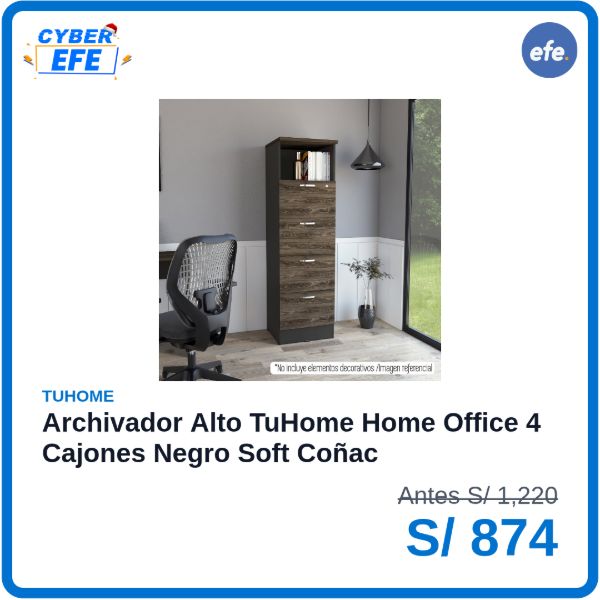 CYBER
EFE
efe.
*No incluye elementos decorativos /Imagen referencial
TUHOME
Archivador Alto TuHome Home Office 4
Cajones Negro Soft Coñac
Antes S/ 1,220
S/ 874